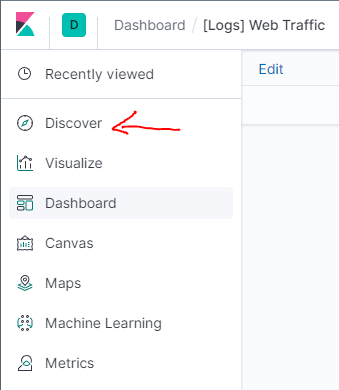 D Dashboard / [Logs] Web Traffic
Recently viewed
Edit
Discover
Visualize
Dashboard
Canvas
Maps
Machine Learning
Metrics